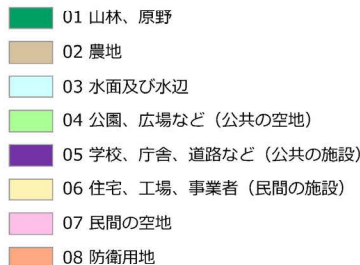 01 山林、原野
02 農地
03 水面及び水辺
04 公園、広場など（公共の空地）
05 学校、庁舎、道路など（公共の施設）
06 住宅、工場、事業者（民間の施設）
07 民間の空地
08 防衛用地